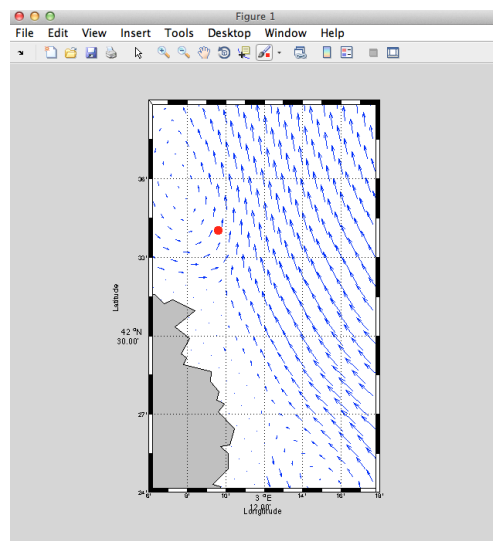 Figure 1
File Edit View Insert Tools Desktop Window Help
36'
33'
Latitude
42 °N
30.00'
27'
24'
6' 9' 10' 14' 16' 18'
3 °E
12.00'
Longitude